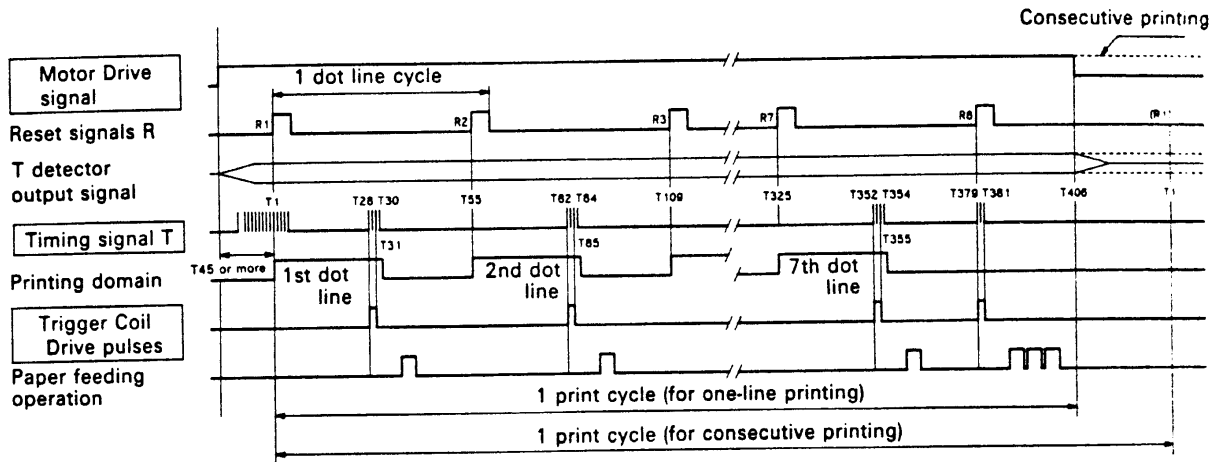 Consecutive printing
Motor Drive
signal
1 dot line cycle
Reset signals R
R1
R2
R3
R7
R8
(R1)
T detector
output signal
T1
T28
T30
T55
T82
T84
T109
T325
T352
T354
T379
T381
T406
T1
Timing signal T
T31
T85
T355
T45 or more
Printing domain
1st dot
line
2nd dot
line
7th dot
line
Trigger Coil
Drive pulses
Paper feeding
operation
1 print cycle (for one-line printing)
1 print cycle (for consecutive printing)